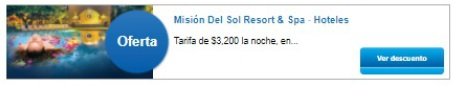 Misión Del Sol Resort & Spa - Hoteles
Oferta
Tarifa de $3,200 la noche, en...
Ver descuento